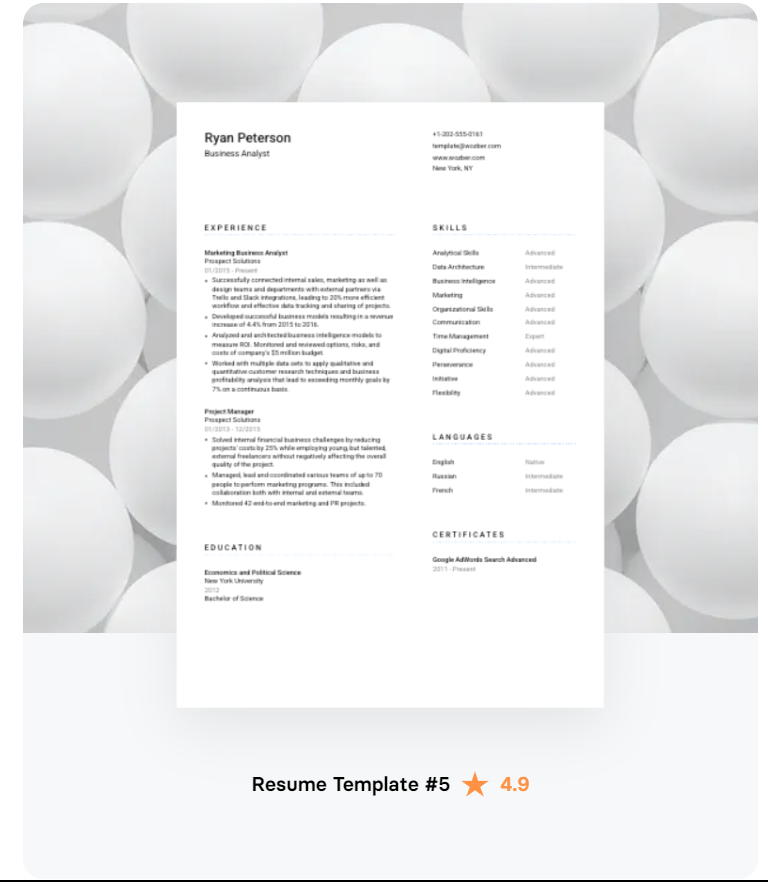 Ryan Peterson
Business Analyst
+1-202-555-0161
template@wozber.com
www.wozber.com
New York, NY
EXPERIENCE
Marketing Business Analyst
Prospect Solutions
01/2015 - Present
• Successfully connected internal sales, marketing as well as
design teams and departments with external partners via
Trello and Slack integrations, leading to 20% more efficient
workflow and effective data tracking and sharing of projects.
• Developed successful business models resulting in a revenue
increase of 4.4% from 2015 to 2016.
• Analyzed and architected business intelligence models to
measure ROI. Monitored and reviewed options, risks, and
costs of company's $5 million budget.
• Worked with multiple data sets to apply qualitative and
quantitative customer research techniques and business
profitability analysis that lead to exceeding monthly goals by
7% on a continuous basis.
Project Manager
Prospect Solutions
01/2013 - 12/2015
• Solved internal financial business challenges by reducing
projects' costs by 25% while employing young, but talented,
external freelancers without negatively affecting the overall
quality of the project.
• Managed, lead and coordinated various teams of up to 70
people to perform marketing programs. This included
collaboration both with internal and external teams.
• Monitored 42 end-to-end marketing and PR projects.
EDUCATION
Economics and Political Science
New York University
2012
Bachelor of Science
SKILLS
Analytical Skills Advanced
Data Architecture Intermediate
Business Intelligence Advanced
Marketing Advanced
Organizational Skills Advanced
Communication Advanced
Time Management Expert
Digital Proficiency Advanced
Perseverance Advanced
Initiative Advanced
Flexibility Advanced
LANGUAGES
English Native
Russian Intermediate
French Intermediate
CERTIFICATES
Google AdWords Search Advanced
2011 - Present
Resume Template #5 ★ 4.9